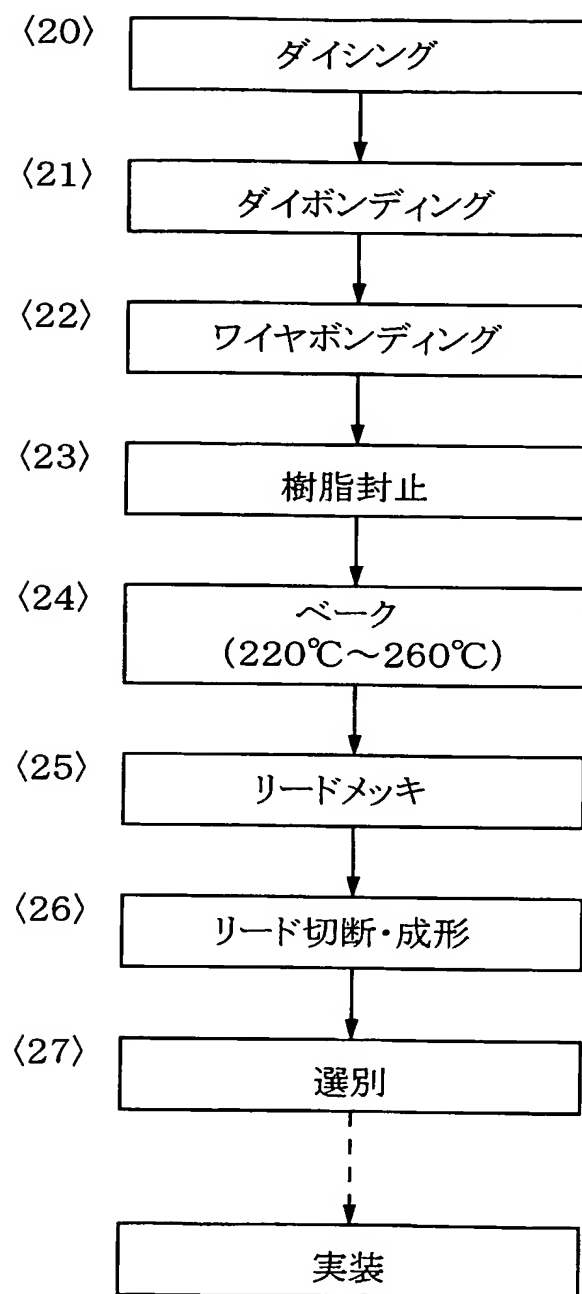 〈20〉
ダイシング
〈21〉
ダイボンディング
〈22〉
ワイヤボンディング
〈23〉
樹脂封止
〈24〉
ベーク
(220℃～260℃)
〈25〉
リードメッキ
〈26〉
リード切断・成形
〈27〉
選別
実装